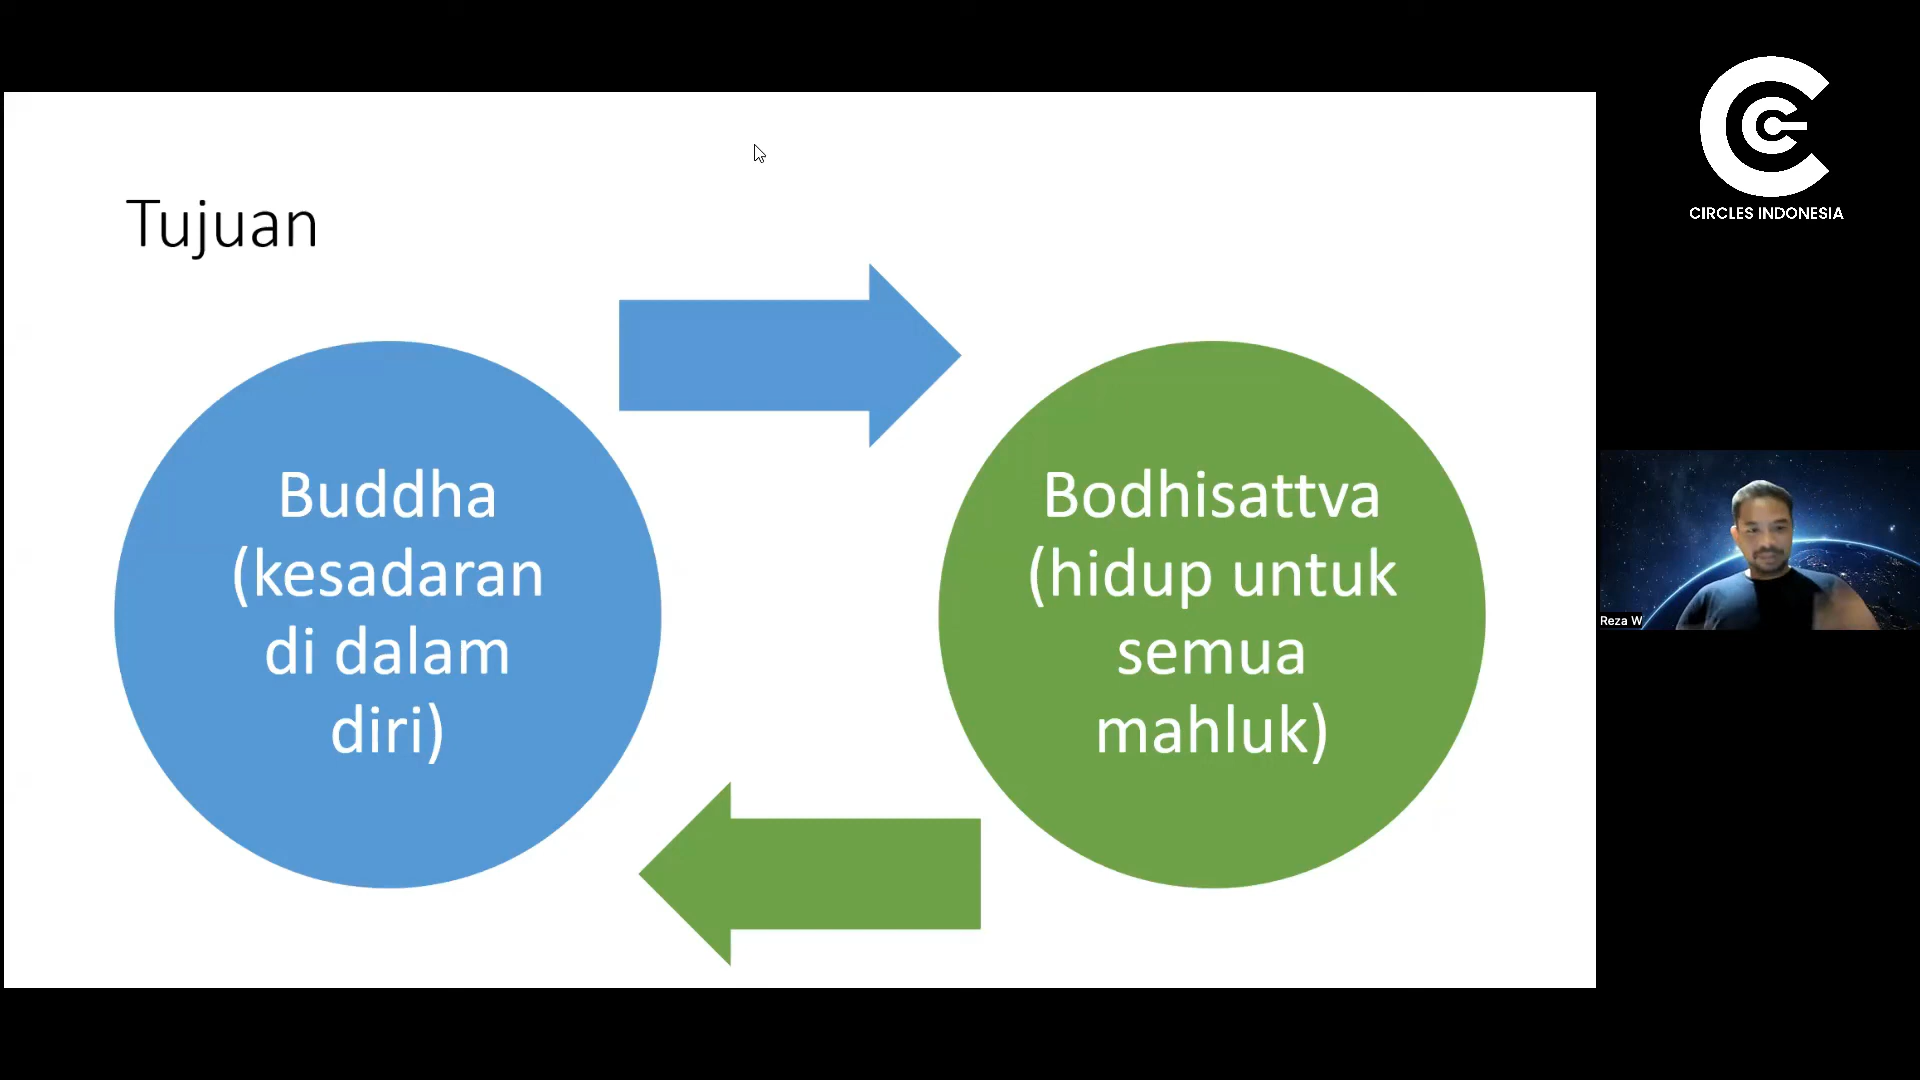 CIRCLES INDONESIA
Tujuan
Buddha
(kesadaran
di dalam
diri)
Bodhisattva
(hidup untuk
semua
mahluk)
Reza W